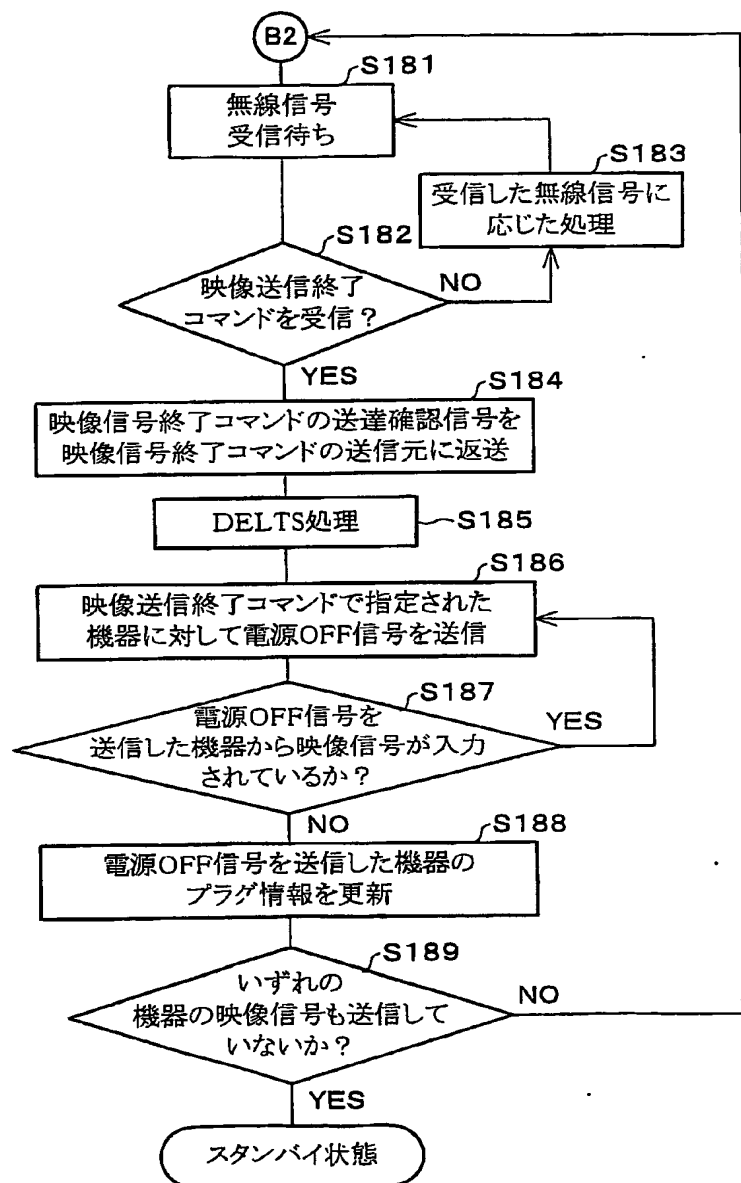 B2
S181
無線信号
受信待ち
S183
受信した無線信号に
応じた処理
S182
映像送信終了
コマンドを受信？
NO
YES
S184
映像信号終了コマンドの送達確認信号を
映像信号終了コマンドの送信元に返送
DELTS処理
S185
S186
映像送信終了コマンドで指定された
機器に対して電源OFF信号を送信
S187
電源OFF信号を
送信した機器から映像信号が入力
されているか？
YES
NO
S188
電源OFF信号を送信した機器の
プラグ情報を更新
S189
いずれの
機器の映像信号も送信して
いないか？
NO
YES
スタンバイ状態